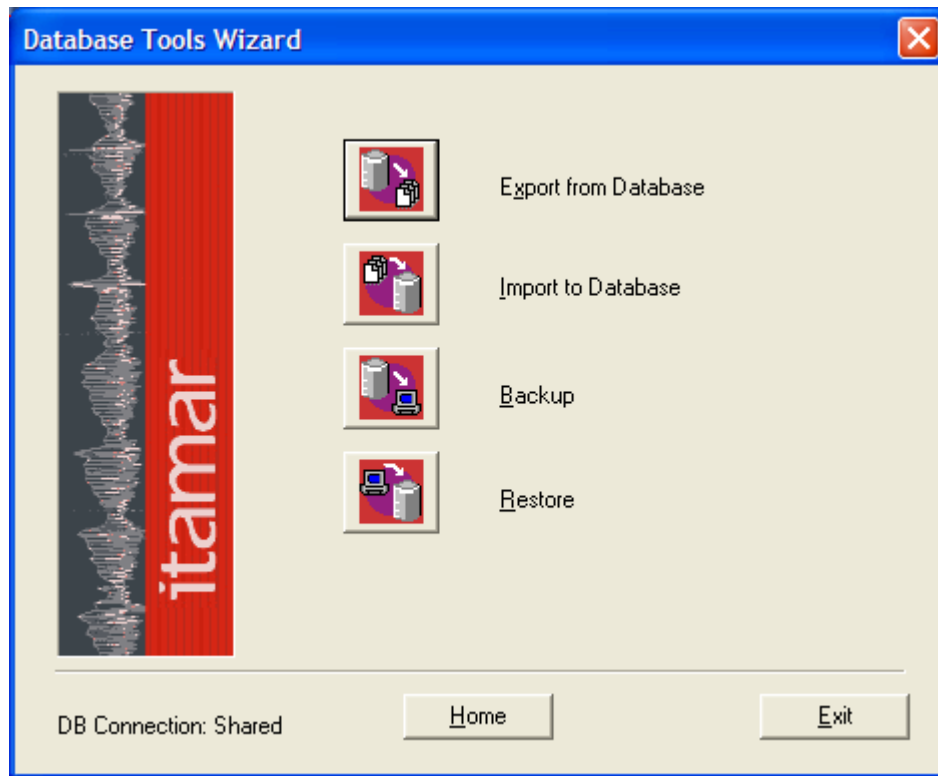 Database Tools Wizard
itamar
Export from Database
Import to Database
Backup
Restore
DB Connection: Shared
Home
Exit